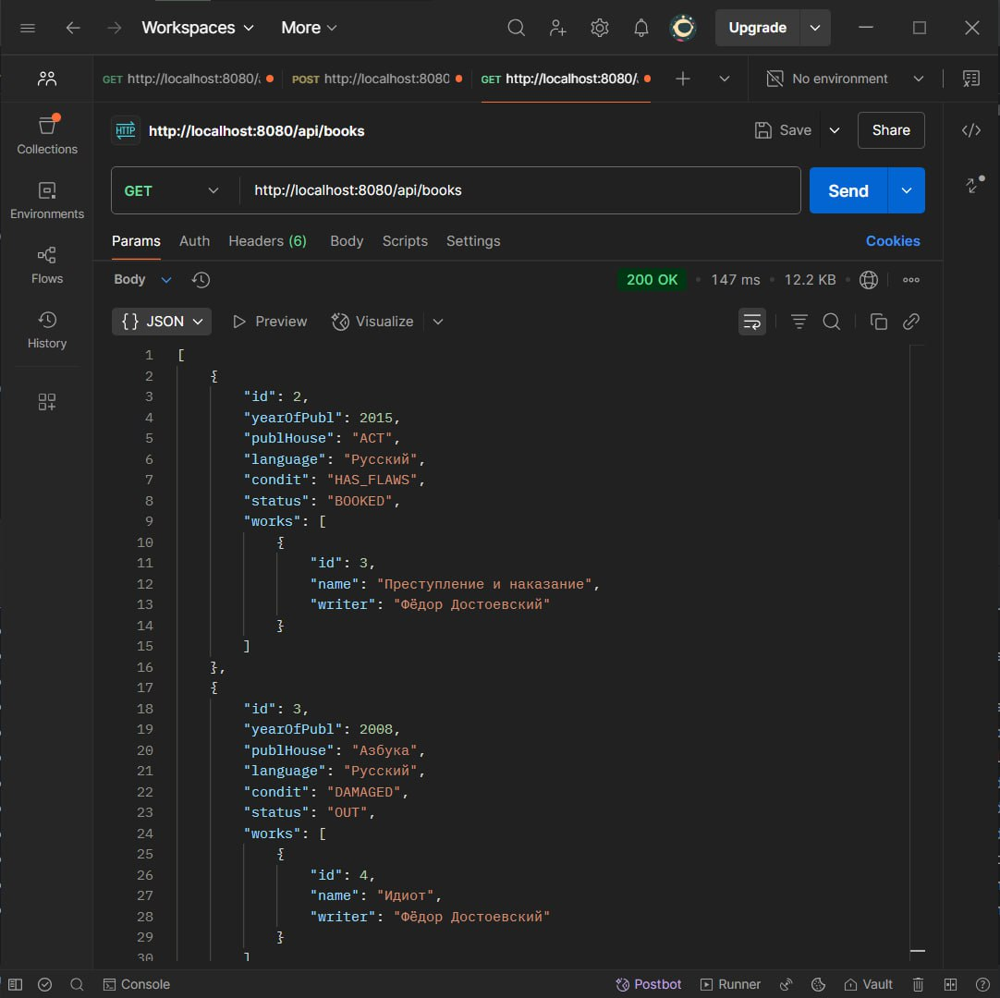 Workspaces More Upgrade
GET http://localhost:8080/. POST http://localhost:8080 GET http://localhost:8080/. No environment
HTTP http://localhost:8080/api/books Save Share
Collections
GET http://localhost:8080/api/books Send
Environments
Params Auth Headers (6) Body Scripts Settings Cookies
Flows
Body 200 OK • 147 ms • 12.2 KB •
{} JSON Preview Visualize
History
1 [
2 {
3 "id": 2,
4 "yearOfPubl": 2015,
5 "publHouse": "АСТ",
6 "language": "Русский",
7 "condit": "HAS_FLAWS",
8 "status": "BOOKED",
9 "works": [
10 {
11 "id": 3,
12 "name": "Преступление и наказание",
13 "writer": "Фёдор Достоевский"
14 }
15 ]
16 },
17 {
18 "id": 3,
19 "yearOfPubl": 2008,
20 "publHouse": "Азбука",
21 "language": "Русский",
22 "condit": "DAMAGED",
23 "status": "OUT",
24 "works": [
25 {
26 "id": 4,
27 "name": "Идиот",
28 "writer": "Фёдор Достоевский"
29 }
30 ]
Console Postbot Runner Vault